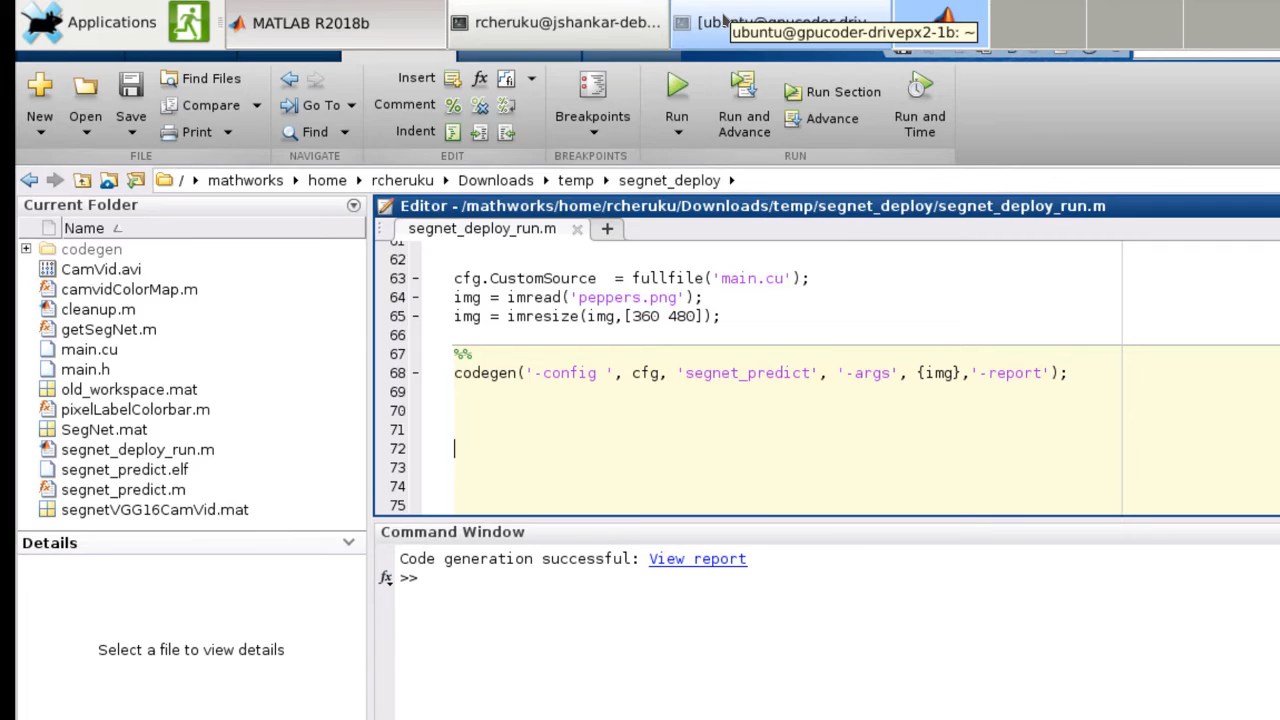 Applications
MATLAB R2018b
rcheruku@jshankar-deb...
[ubuntu@gpucoder-driv...
ubuntu@gpucoder-drivepx2-1b: ~
New
Open
Save
Find Files
Compare
Print
FILE
Go To
Find
NAVIGATE
Insert
fx
Comment
Indent
EDIT
Breakpoints
BREAKPOINTS
Run
Run and Advance
Run Section
Advance
Run and Time
RUN
/ mathworks home rcheruku Downloads temp segnet_deploy
Current Folder
Name
codegen
CamVid.avi
camvidColorMap.m
cleanup.m
getSegNet.m
main.cu
main.h
old_workspace.mat
pixelLabelColorbar.m
SegNet.mat
segnet_deploy_run.m
segnet_predict.elf
segnet_predict.m
segnetVGG16CamVid.mat
Details
Select a file to view details
Editor - /mathworks/home/rcheruku/Downloads/temp/segnet_deploy/segnet_deploy_run.m
segnet_deploy_run.m
61
62
63 - cfg.CustomSource  = fullfile('main.cu');
64 - img = imread('peppers.png');
65 - img = imresize(img,[360 480]);
66
67 %%
68 - codegen('-config ', cfg, 'segnet_predict', '-args', {img},'-report');
69
70
71
72
73
74
75
Command Window
Code generation successful: View report
fx >>